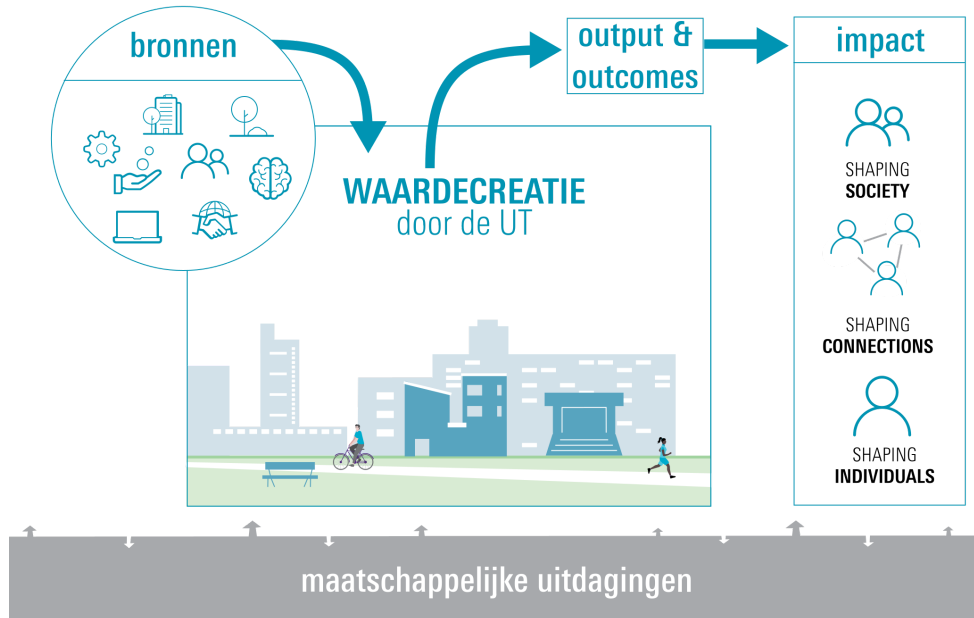 bronnen
output &
outcomes
impact
WAARDECREATIE
door de UT
SHAPING
SOCIETY
SHAPING
CONNECTIONS
SHAPING
INDIVIDUALS
maatschappelijke uitdagingen